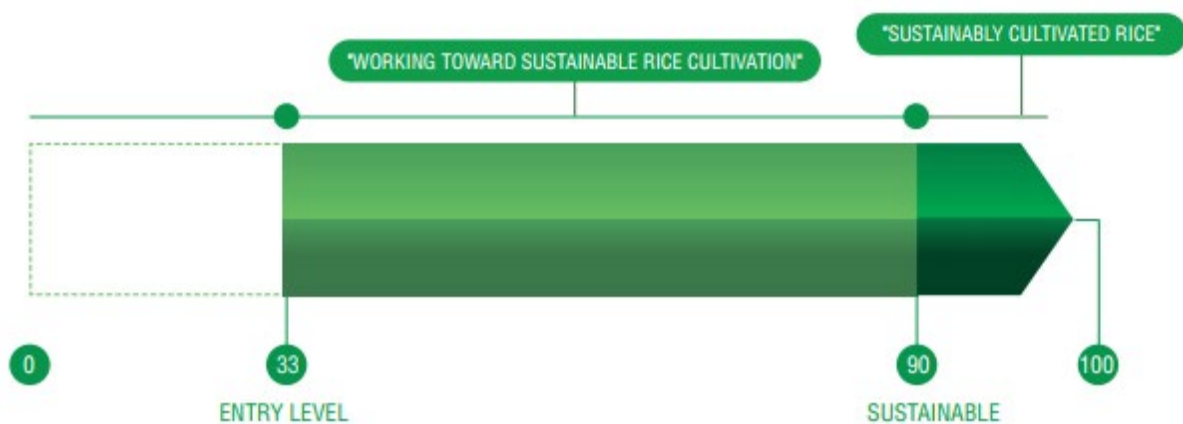 "SUSTAINABLY CULTIVATED RICE"
"WORKING TOWARD SUSTAINABLE RICE CULTIVATION"
0
33
90
100
ENTRY LEVEL
SUSTAINABLE